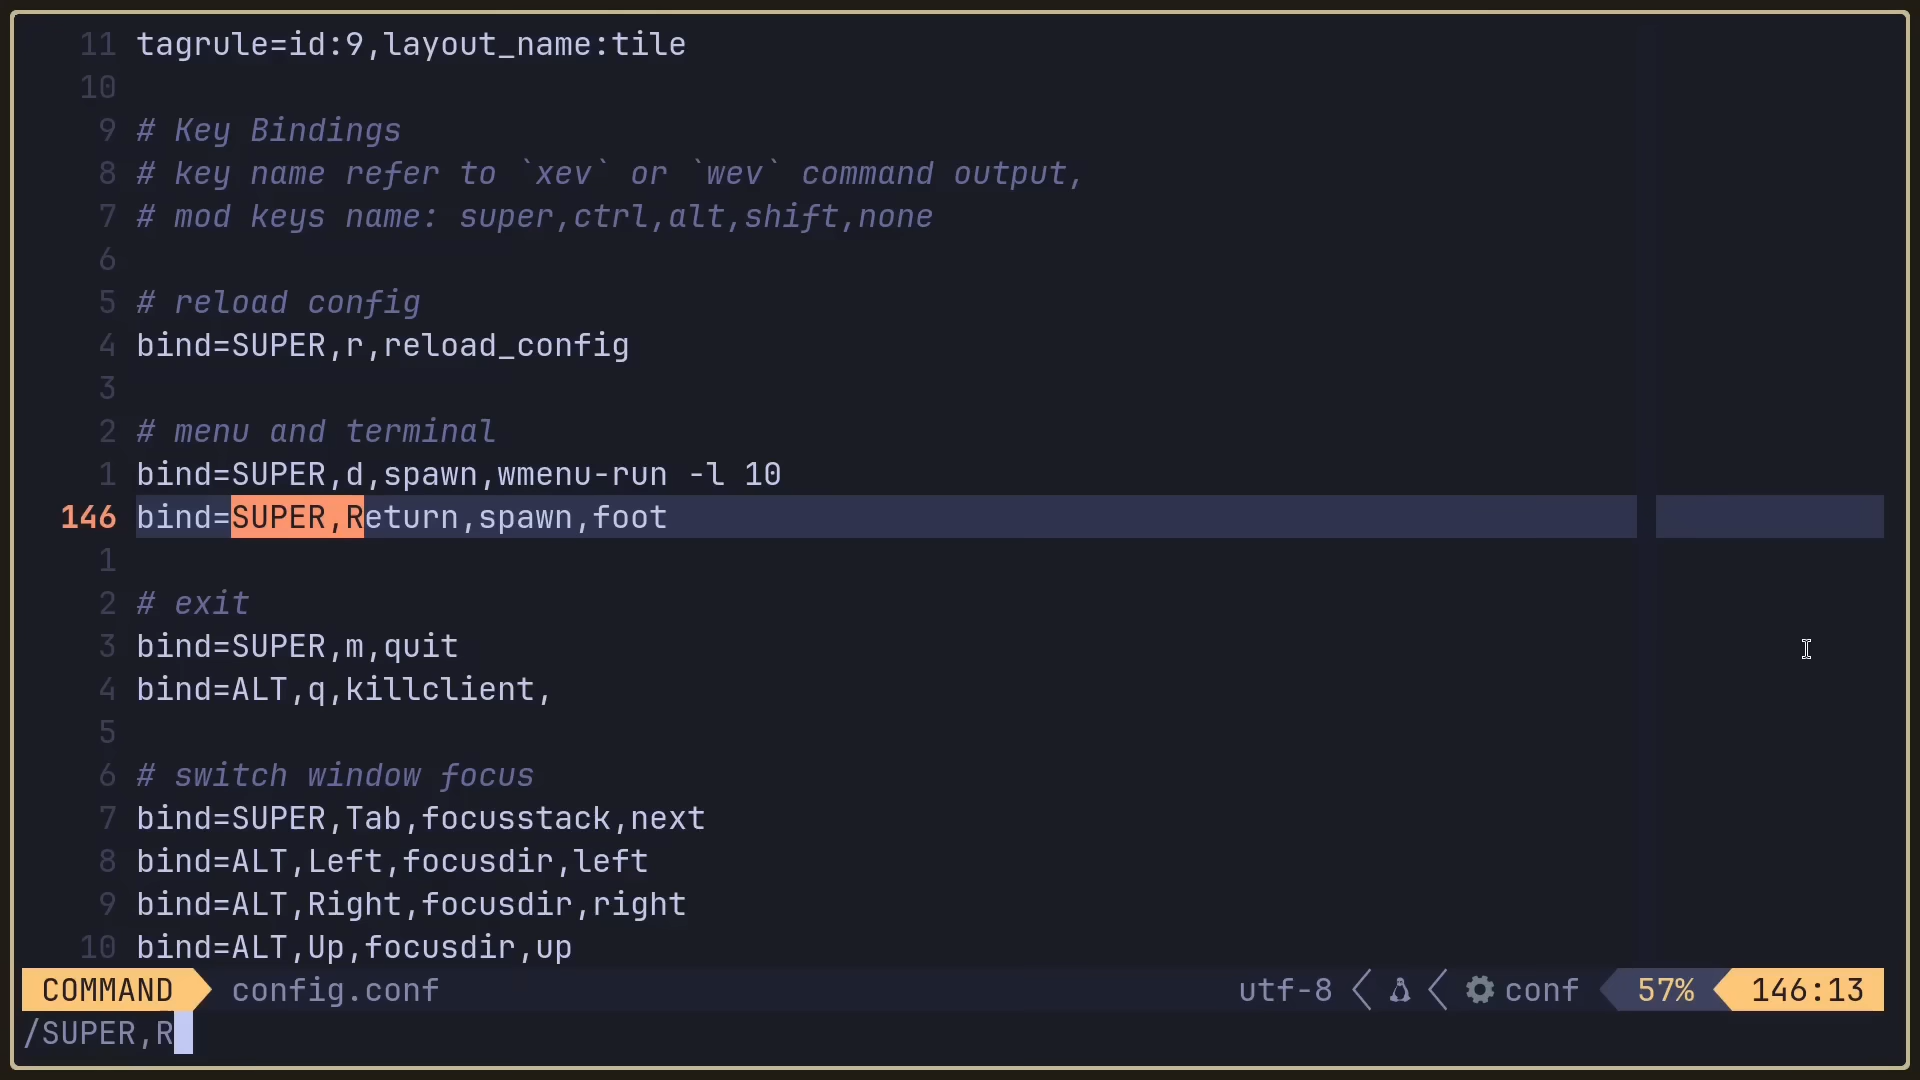 11 tagrule=id:9,layout_name:tile
10
9 # Key Bindings
8 # key name refer to `xev` or `wev` command output,
7 # mod keys name: super,ctrl,alt,shift,none
6
5 # reload config
4 bind=SUPER,r,reload_config
3
2 # menu and terminal
1 bind=SUPER,d,spawn,wmenu-run -l 10
146 bind=SUPER,Return,spawn,foot
1
2 # exit
3 bind=SUPER,m,quit
4 bind=ALT,q,killclient,
5
6 # switch window focus
7 bind=SUPER,Tab,focusstack,next
8 bind=ALT,Left,focusdir,left
9 bind=ALT,Right,focusdir,right
10 bind=ALT,Up,focusdir,up
COMMAND config.conf utf-8 conf 57% 146:13
/SUPER,R